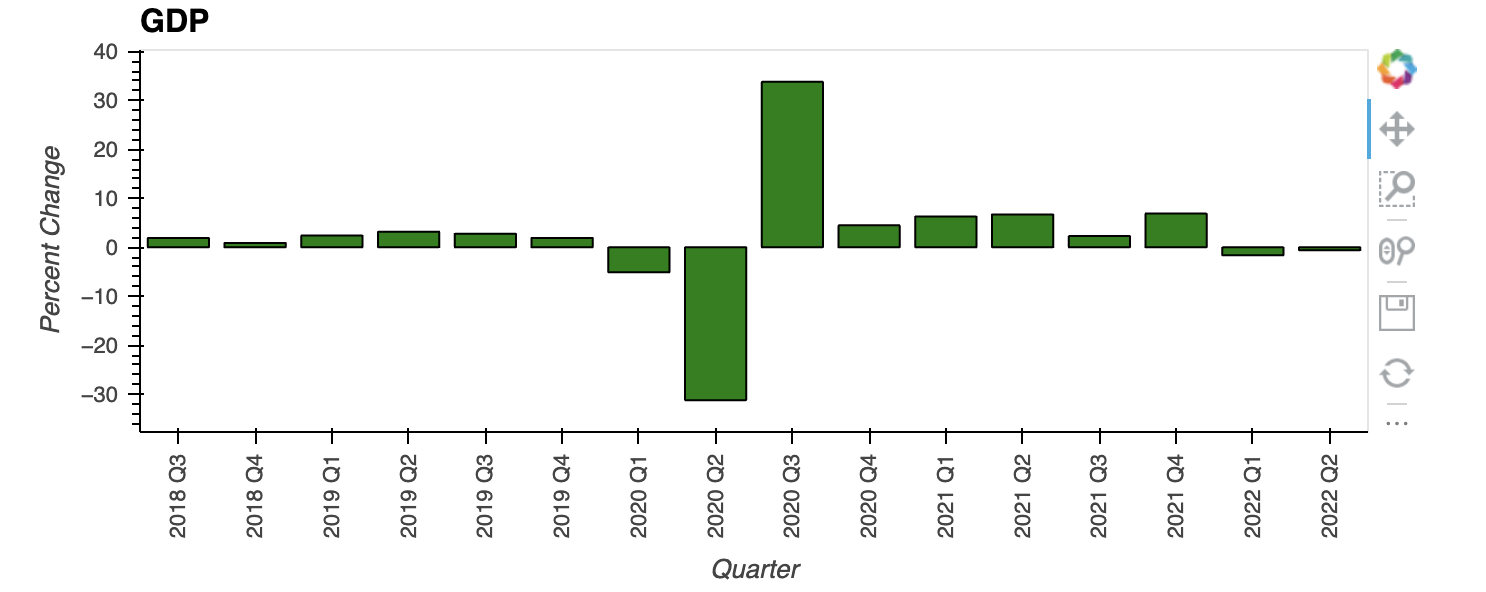 GDP
40
30
20
10
0
−10
−20
−30
Percent Change
2018 Q3
2018 Q4
2019 Q1
2019 Q2
2019 Q3
2019 Q4
2020 Q1
2020 Q2
2020 Q3
2020 Q4
2021 Q1
2021 Q2
2021 Q3
2021 Q4
2022 Q1
2022 Q2
Quarter